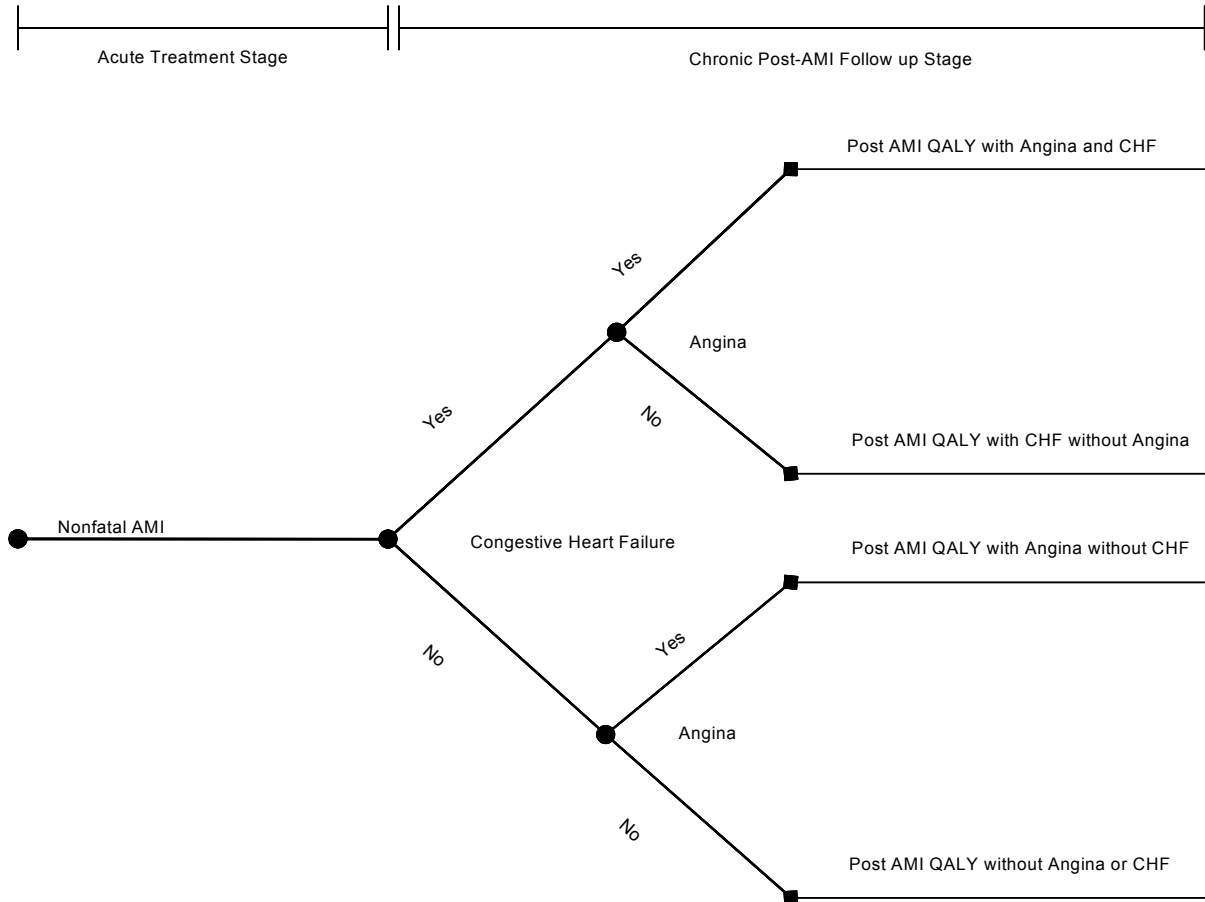 Acute Treatment Stage
Chronic Post-AMI Follow up Stage
Post AMI QALY with Angina and CHF
Yes
Angina
Yes
No
Post AMI QALY with CHF without Angina
Nonfatal AMI
Congestive Heart Failure
Post AMI QALY with Angina without CHF
Yes
No
Angina
No
Post AMI QALY without Angina or CHF